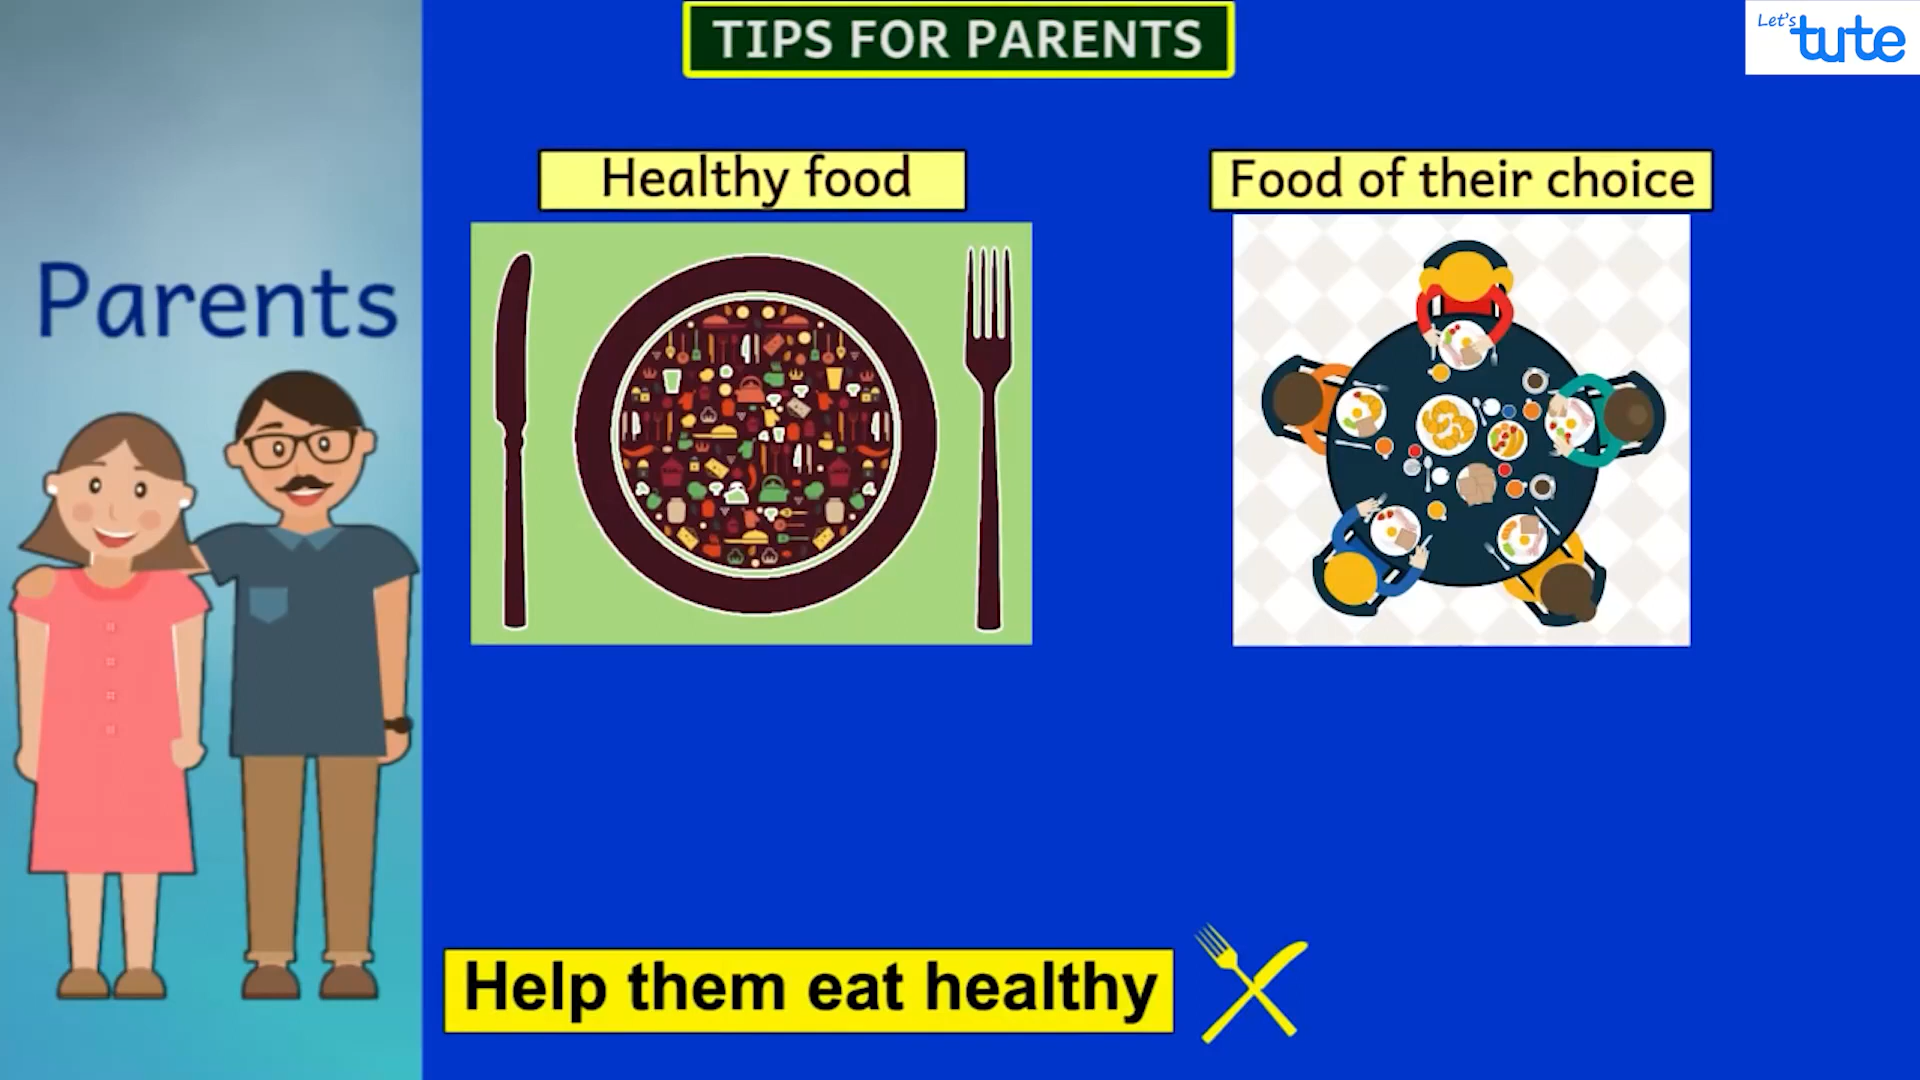 TIPS FOR PARENTS
Let's
tute
Healthy food
Food of their choice
Parents
Help them eat healthy